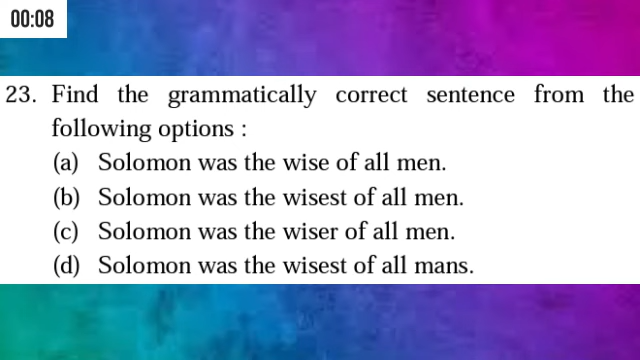 00:08
23. Find the grammatically correct sentence from the
following options :
(a) Solomon was the wise of all men.
(b) Solomon was the wisest of all men.
(c) Solomon was the wiser of all men.
(d) Solomon was the wisest of all mans.